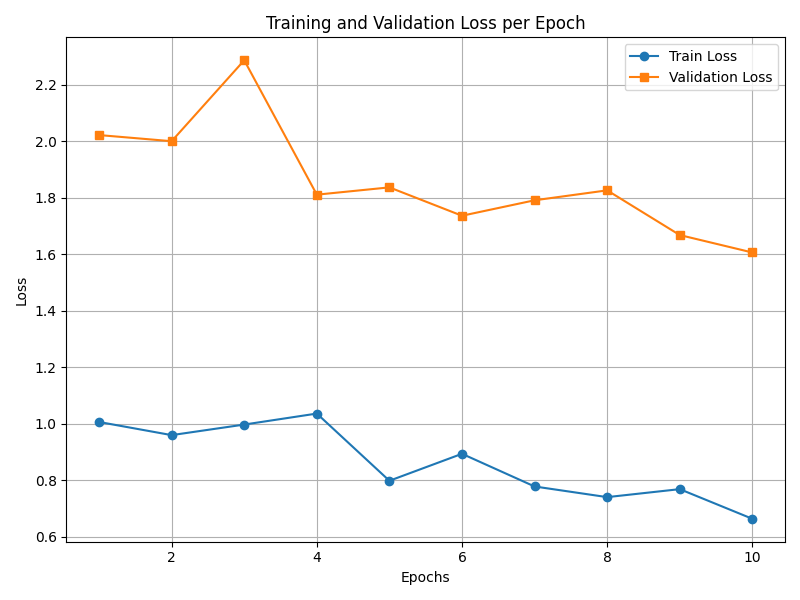 Training and Validation Loss per Epoch
Train Loss
Validation Loss
2.2
2.0
1.8
1.6
1.4
1.2
1.0
0.8
0.6
Loss
2 4 6 8 10
Epochs